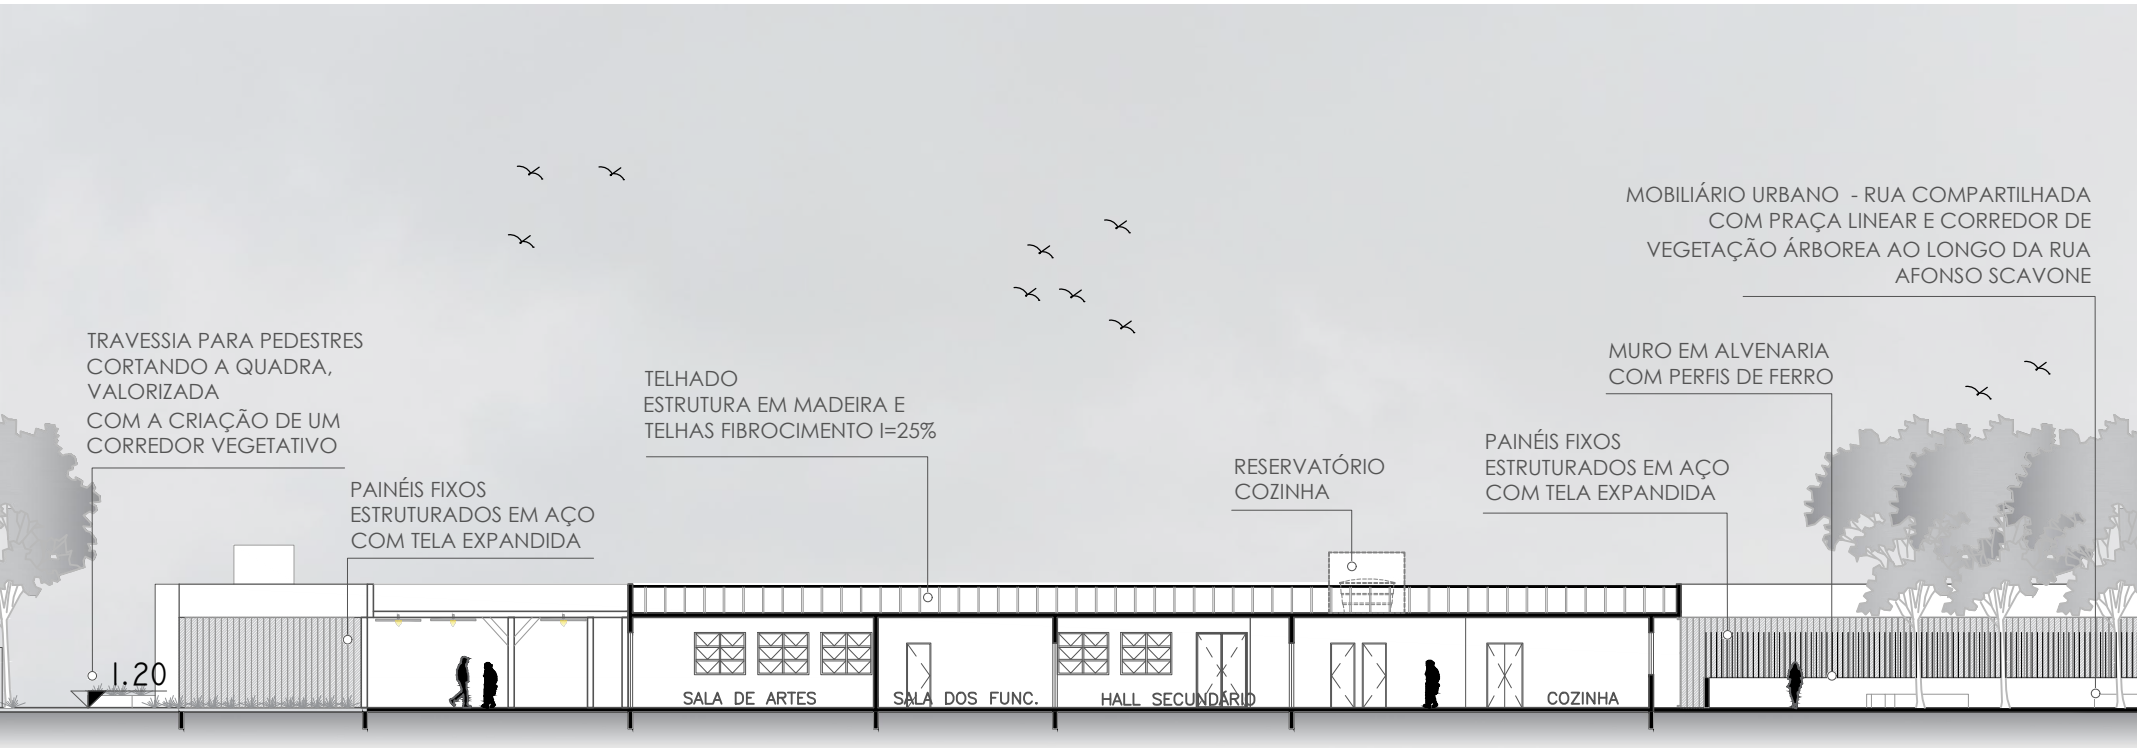 MOBILIÁRIO URBANO - RUA COMPARTILHADA
COM PRAÇA LINEAR E CORREDOR DE
VEGETAÇÃO ÁRBOREA AO LONGO DA RUA
AFONSO SCAVONE
TRAVESSIA PARA PEDESTRES
CORTANDO A QUADRA,
VALORIZADA
COM A CRIAÇÃO DE UM
CORREDOR VEGETATIVO
PAINÉIS FIXOS
ESTRUTURADOS EM AÇO
COM TELA EXPANDIDA
TELHADO
ESTRUTURA EM MADEIRA E
TELHAS FIBROCIMENTO I=25%
RESERVATÓRIO
COZINHA
PAINÉIS FIXOS
ESTRUTURADOS EM AÇO
COM TELA EXPANDIDA
MURO EM ALVENARIA
COM PERFIS DE FERRO
1.20
SALA DE ARTES
SALA DOS FUNC.
HALL SECUNDÁRIO
COZINHA